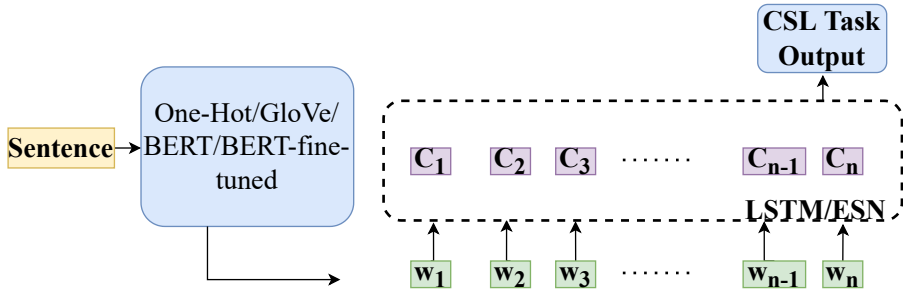 CSL Task
Output
One-Hot/GloVe/
BERT/BERT-fine-
tuned
Sentence
C₁ C₂ C₃ ....... Cₙ₋₁ Cₙ
LSTM/ESN
w₁ w₂ w₃ ....... wₙ₋₁ wₙ